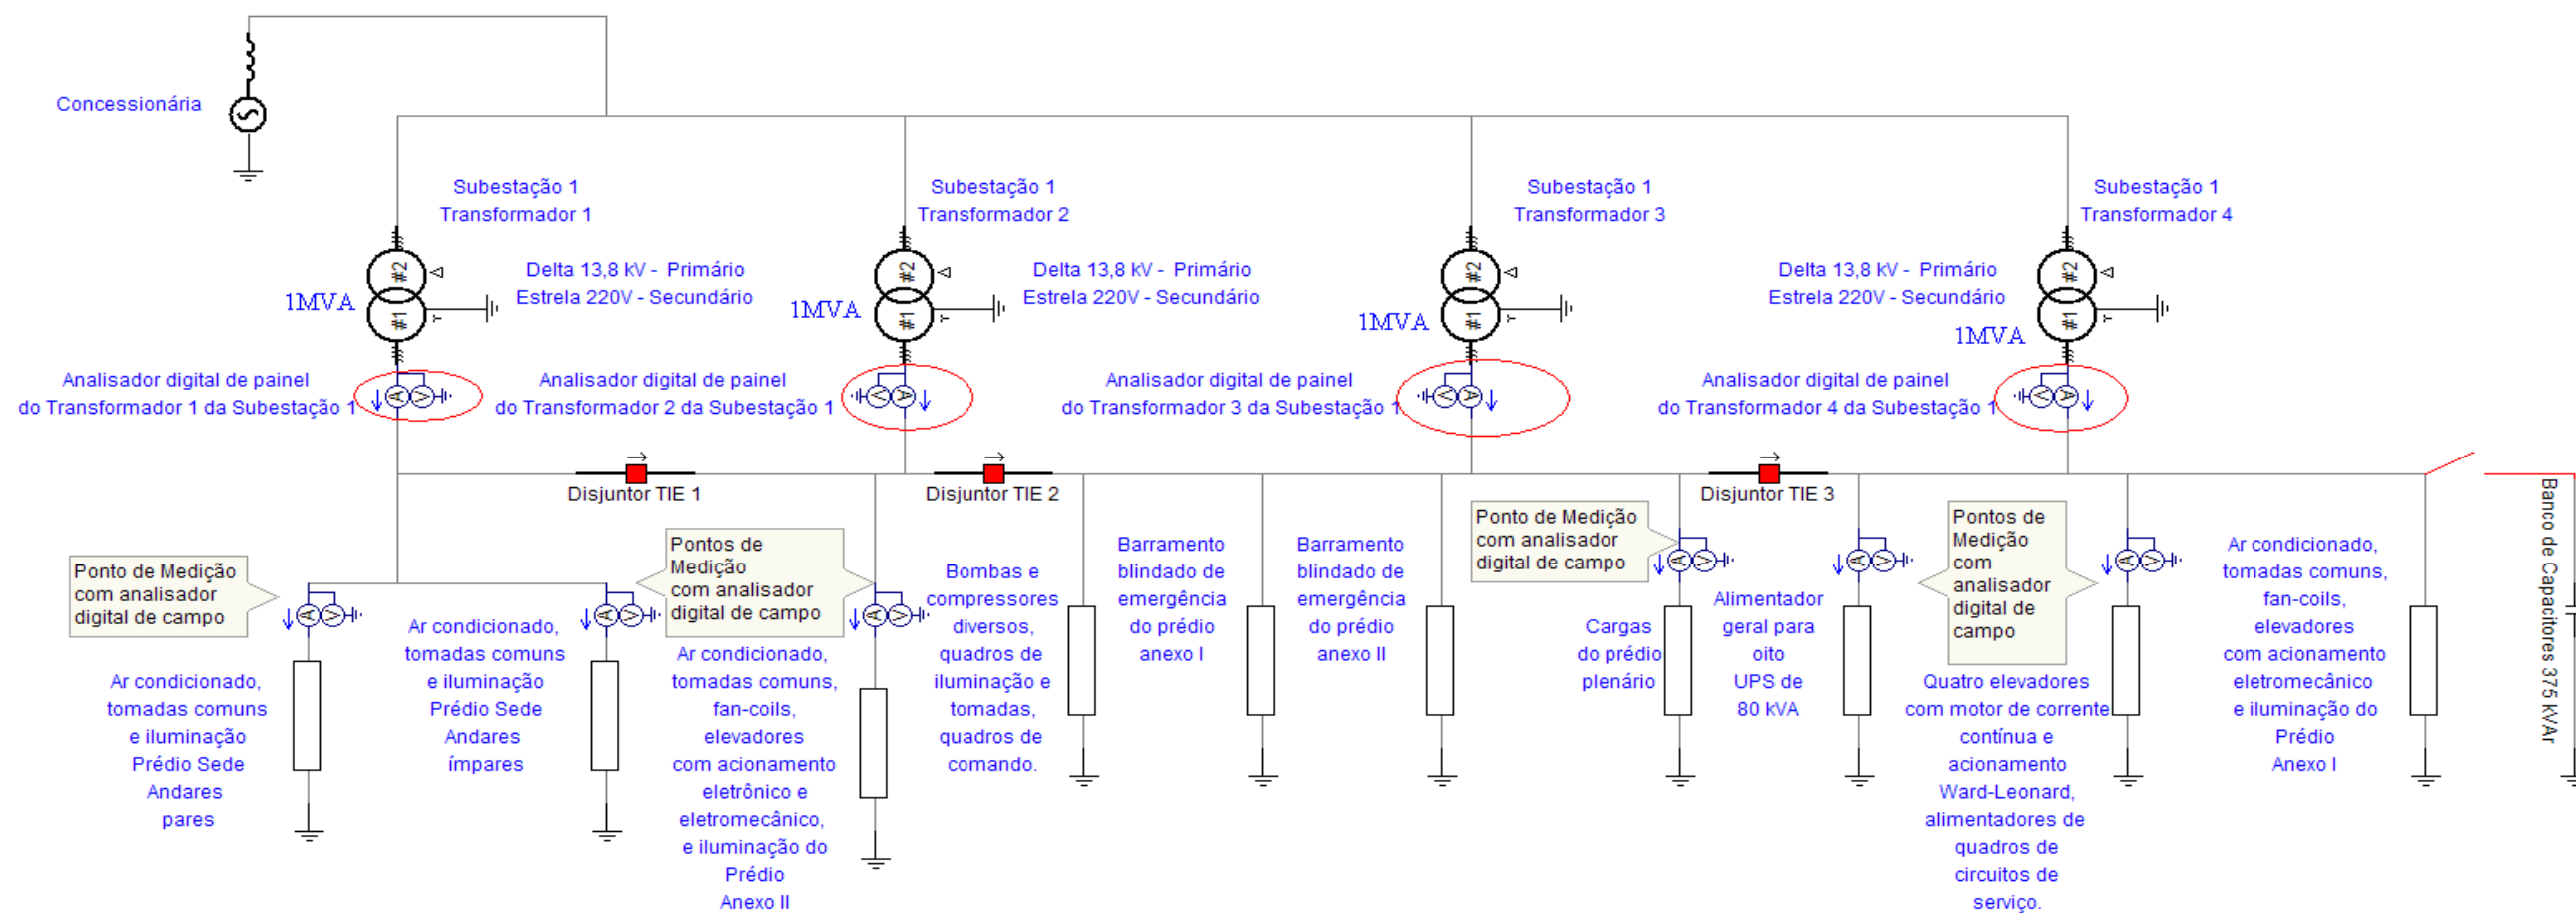 Concessionária
Subestação 1
Transformador 1
Subestação 1
Transformador 2
Subestação 1
Transformador 3
Subestação 1
Transformador 4
#2
#1
1MVA
Delta 13,8 kV - Primário
Estrela 220V - Secundário
#2
#1
1MVA
Delta 13,8 kV - Primário
Estrela 220V - Secundário
#2
#1
1MVA
Delta 13,8 kV - Primário
Estrela 220V - Secundário
#2
#1
1MVA
Analisador digital de painel
do Transformador 1 da Subestação 1
A
V
Analisador digital de painel
do Transformador 2 da Subestação 1
V
A
Analisador digital de painel
do Transformador 3 da Subestação 1
V
A
Analisador digital de painel
do Transformador 4 da Subestação 1
V
A
Disjuntor TIE 1
Disjuntor TIE 2
Disjuntor TIE 3
Ponto de Medição
com analisador
digital de campo
A
V
Ar condicionado,
tomadas comuns
e iluminação
Prédio Sede
Andares
pares
A
V
Ar condicionado,
tomadas comuns
e iluminação
Prédio Sede
Andares
ímpares
Pontos de
Medição
com analisador
digital de campo
A
V
Ar condicionado,
tomadas comuns,
fan-coils,
elevadores
com acionamento
eletrônico e
eletromecânico,
e iluminação do
Prédio
Anexo II
Bombas e
compressores
diversos,
quadros de
iluminação e
tomadas,
quadros de
comando.
Barramento
blindado de
emergência
do prédio
anexo I
Barramento
blindado de
emergência
do prédio
anexo II
Ponto de Medição
com analisador
digital de campo
A
V
Cargas
do prédio
plenário
A
V
Alimentador
geral para
oito
UPS de
80 kVA
Pontos de
Medição
com
analisador
digital de
campo
A
V
Quatro elevadores
com motor de corrente
contínua e
acionamento
Ward-Leonard,
alimentadores de
quadros de
circuitos de
serviço.
Ar condicionado,
tomadas comuns,
fan-coils,
elevadores
com acionamento
eletromecânico
e iluminação do
Prédio
Anexo I
Banco de Capacitores 375 kVAr